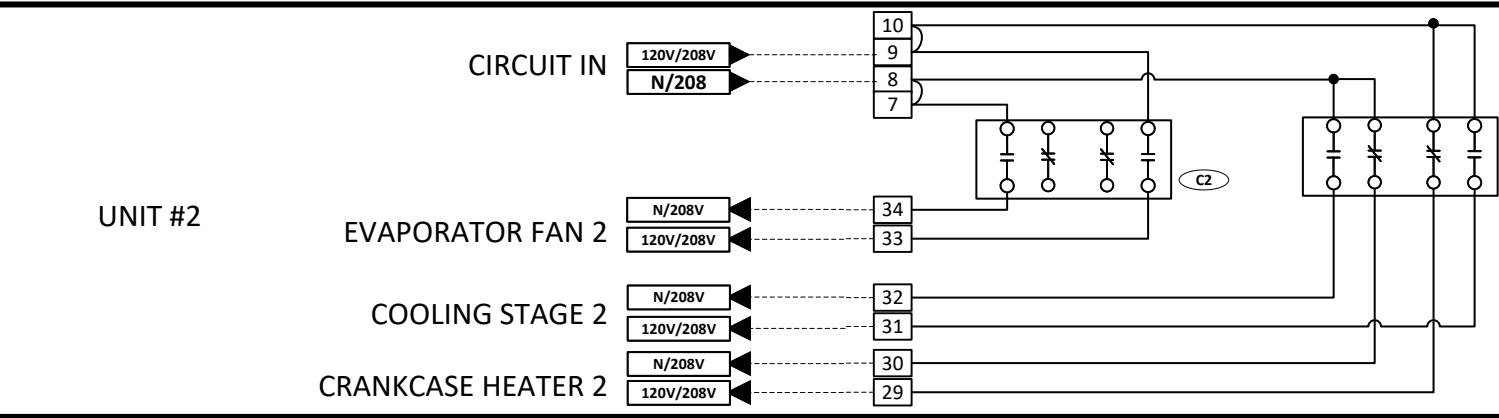 10
CIRCUIT IN 120V/208V 9
N/208 8
7
C2
UNIT #2
N/208V 34
EVAPORATOR FAN 2 120V/208V 33
N/208V 32
COOLING STAGE 2 120V/208V 31
N/208V 30
CRANKCASE HEATER 2 120V/208V 29